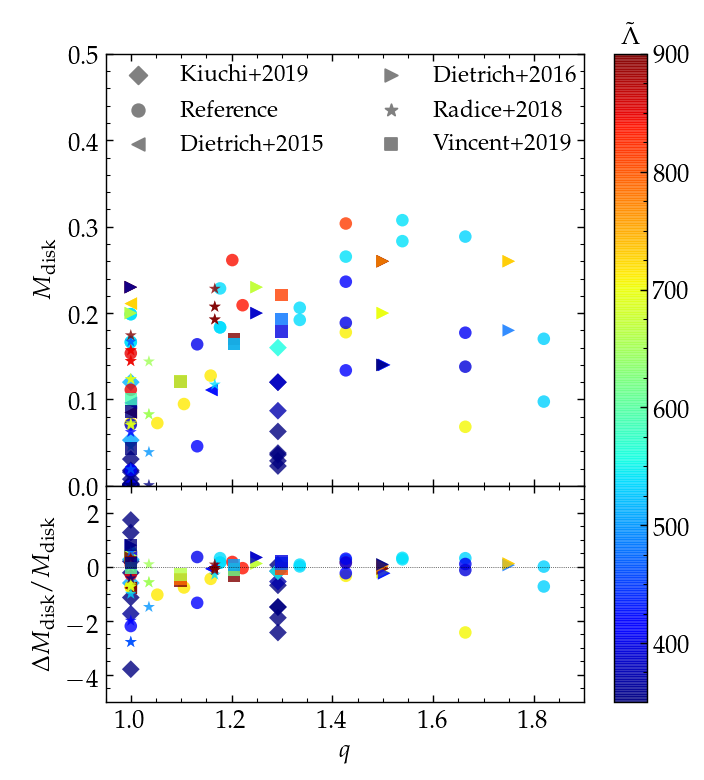 Λ̃
0.5
0.4
0.3
0.2
0.1
0.0
M_disk
Kiuchi+2019
Reference
Dietrich+2015
Dietrich+2016
Radice+2018
Vincent+2019
2
0
−2
−4
ΔM_disk/M_disk
1.0 1.2 1.4 1.6 1.8
q
900
800
700
600
500
400